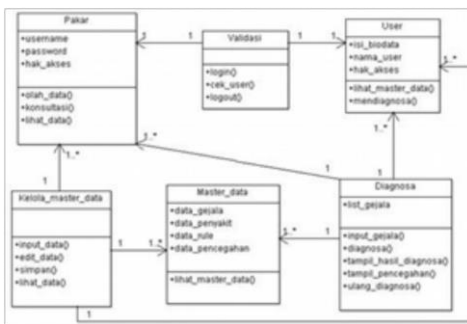 Pakar
+username
+password
+hak_akses
+olah_data()
+konsultasi()
+lihat_data()
1
1
Validasi
+login()
+cek_user()
+logout()
1
1
User
+isi_biodata
+nama_user
+hak_akses
+lihat_master_data()
+mendiagnosa()
1
1..*
1..*
1..*
1
1
1
Kelola_master_data
+input_data()
+edit_data()
+simpan()
+lihat_data()
1
1..*
Master_data
+data_gejala
+data_penyakit
+data_rule
+data_pencegahan
+lihat_master_data()
1..*
1
Diagnosa
+list_gejala
+input_gejala()
+diagnosa()
+tampil_hasil_diagnosa()
+tampil_pencegahan()
+ulang_diagnosa()
1